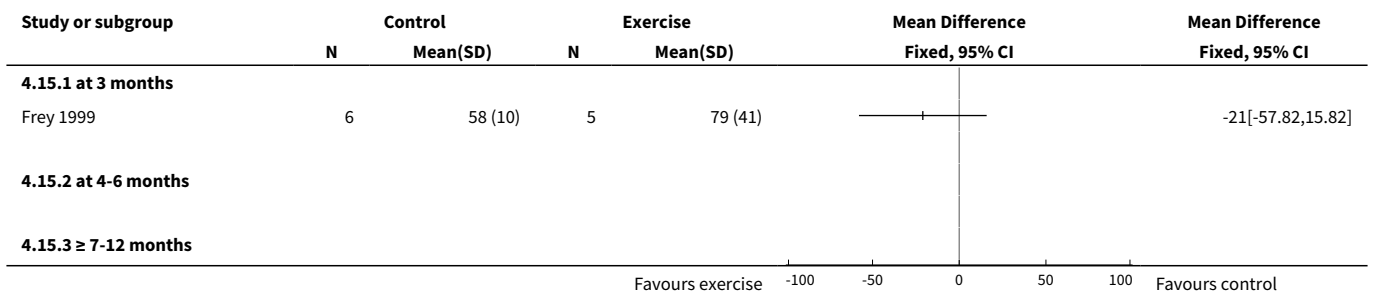 Study or subgroup Control Exercise Mean Difference Mean Difference
N Mean(SD) N Mean(SD) Fixed, 95% CI Fixed, 95% CI
4.15.1 at 3 months
Frey 1999 6 58 (10) 5 79 (41) -21[-57.82,15.82]
4.15.2 at 4-6 months
4.15.3 ≥ 7-12 months
Favours exercise -100 -50 0 50 100 Favours control